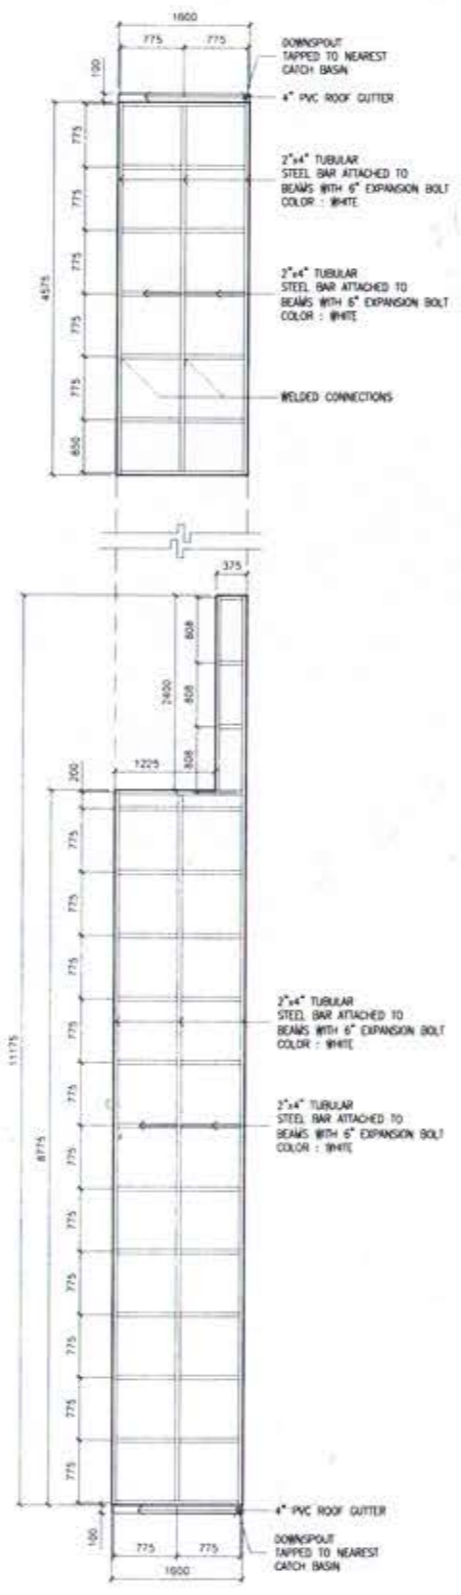 1600
775 775
DOWNSPOUT
TAPPED TO NEAREST
CATCH BASIN
100
4" PVC ROOF GUTTER
775
2"x4" TUBULAR
STEEL BAR ATTACHED TO
BEAMS WITH 6" EXPANSION BOLT
COLOR : WHITE
775
775
4575
2"x4" TUBULAR
STEEL BAR ATTACHED TO
BEAMS WITH 6" EXPANSION BOLT
COLOR : WHITE
775
775
WELDED CONNECTIONS
650
375
808
2400
808
808
1225
200
775
775
775
775
2"x4" TUBULAR
STEEL BAR ATTACHED TO
BEAMS WITH 6" EXPANSION BOLT
COLOR : WHITE
11175
775
2"x4" TUBULAR
STEEL BAR ATTACHED TO
BEAMS WITH 6" EXPANSION BOLT
COLOR : WHITE
8775
775
775
775
775
775
775
4" PVC ROOF GUTTER
100
DOWNSPOUT
TAPPED TO NEAREST
CATCH BASIN
775 775
1600